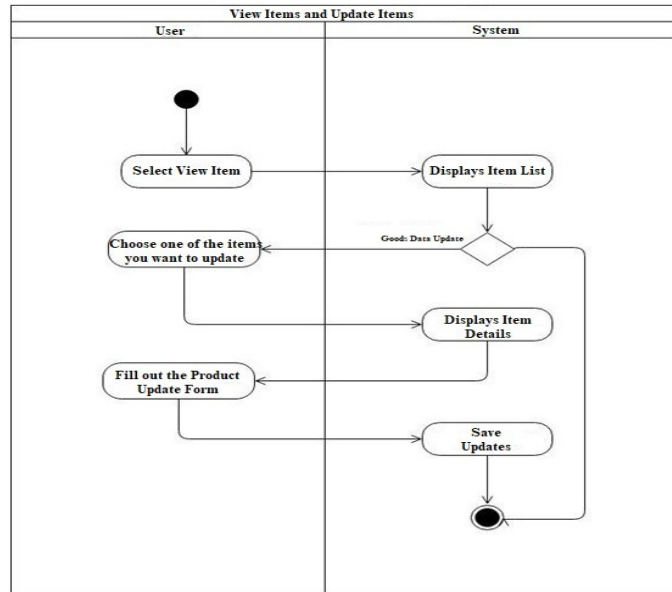 View Items and Update Items
User
System
Select View Item
Displays Item List
Goods Data Update
Choose one of the items
you want to update
Displays Item
Details
Fill out the Product
Update Form
Save
Updates